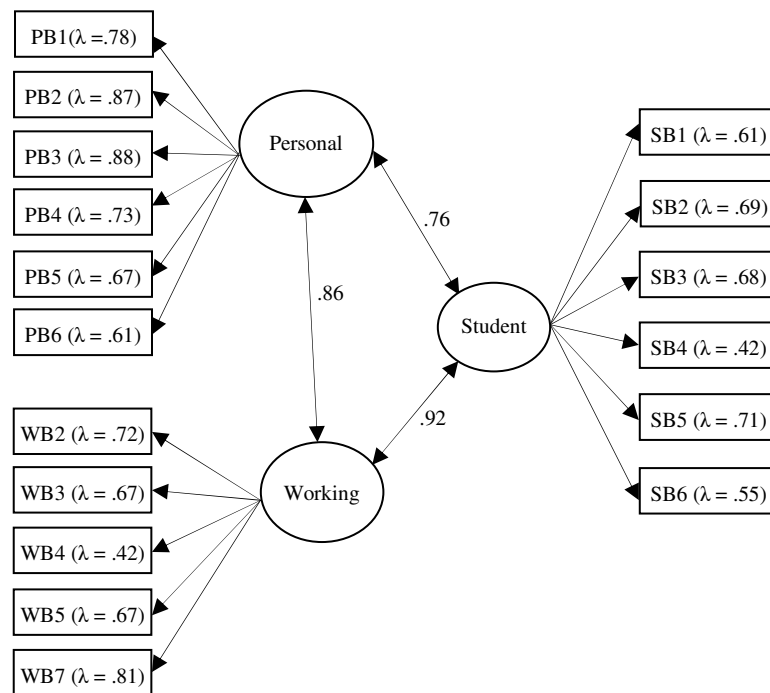 PB1(λ =.78)
PB2 (λ = .87)
PB3 (λ = .88)
PB4 (λ = .73)
PB5 (λ = .67)
PB6 (λ = .61)
Personal
.76
.86
Student
.92
Working
WB2 (λ = .72)
WB3 (λ = .67)
WB4 (λ = .42)
WB5 (λ = .67)
WB7 (λ = .81)
SB1 (λ = .61)
SB2 (λ = .69)
SB3 (λ = .68)
SB4 (λ = .42)
SB5 (λ = .71)
SB6 (λ = .55)